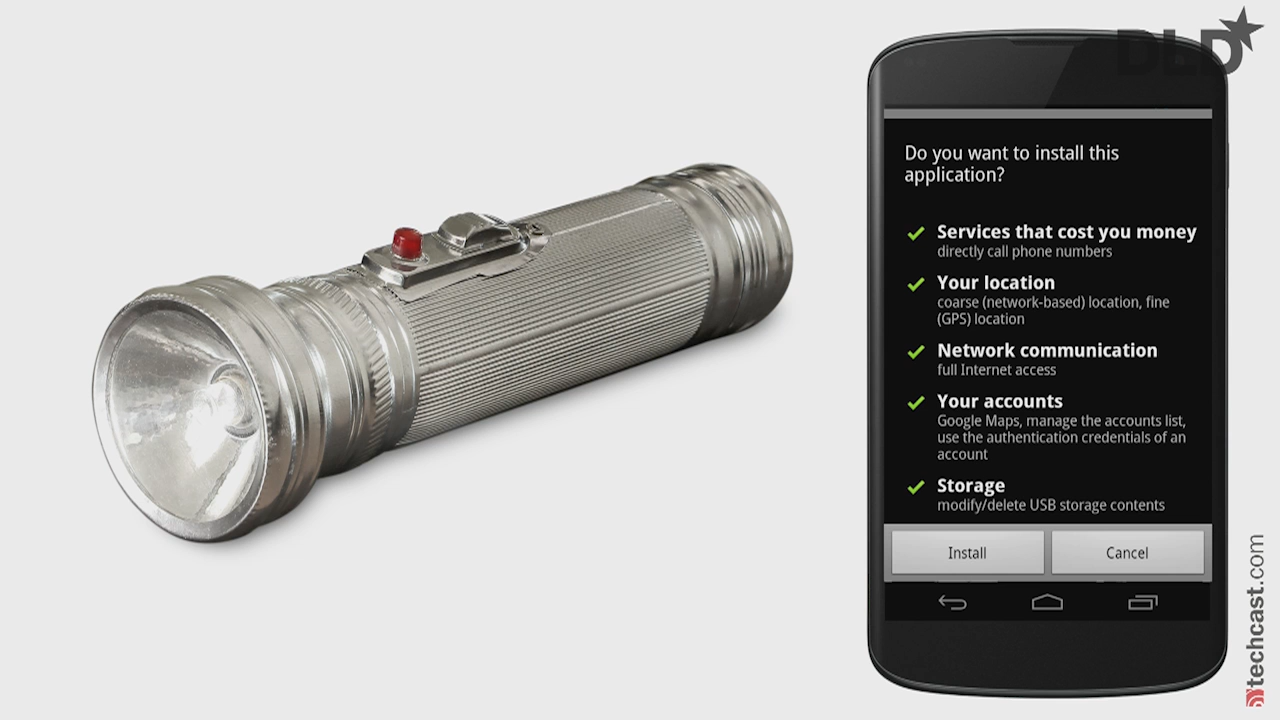 DLD
Do you want to install this
application?
Services that cost you money
directly call phone numbers
Your location
coarse (network-based) location, fine
(GPS) location
Network communication
full Internet access
Your accounts
Google Maps, manage the accounts list,
use the authentication credentials of an
account
Storage
modify/delete USB storage contents
Install
Cancel
techcast.com